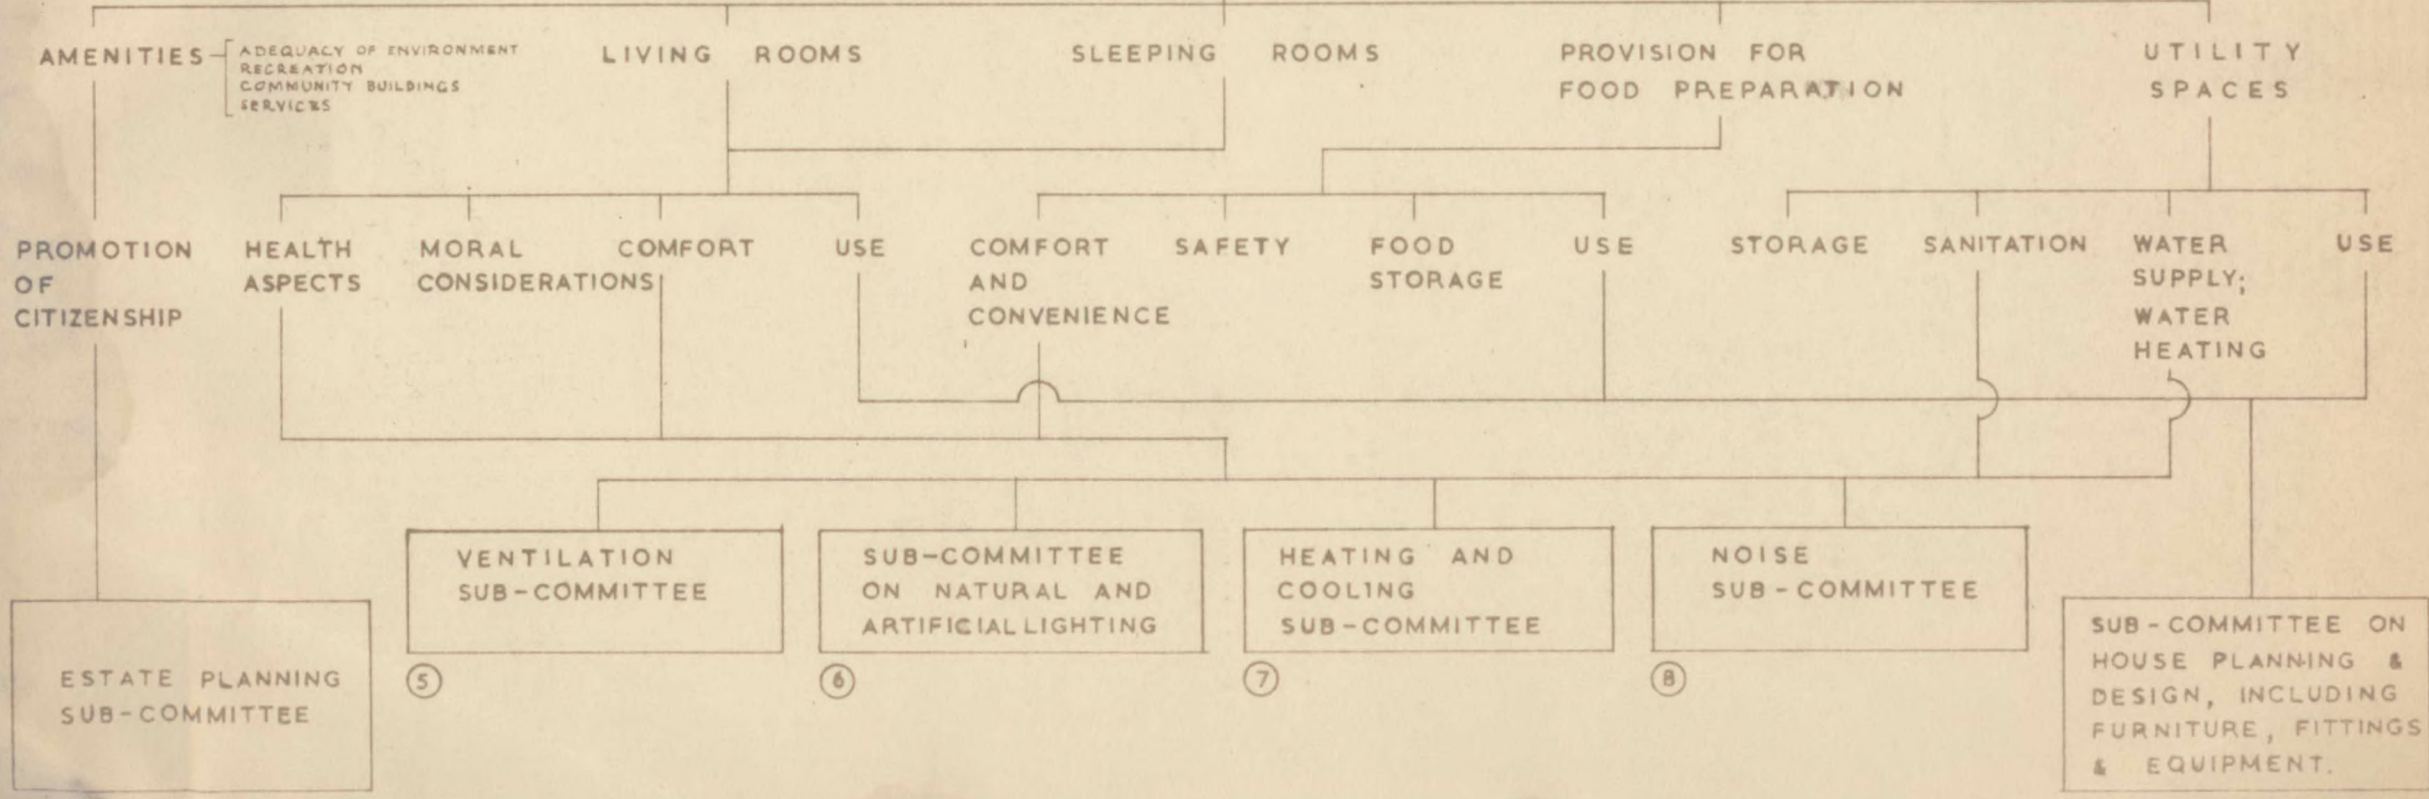 AMENITIES
ADEQUACY OF ENVIRONMENT
RECREATION
COMMUNITY BUILDINGS
SERVICES
LIVING ROOMS
SLEEPING ROOMS
PROVISION FOR
FOOD PREPARATION
UTILITY
SPACES
PROMOTION
OF
CITIZENSHIP
HEALTH
ASPECTS
MORAL
CONSIDERATIONS
COMFORT
USE
COMFORT
AND
CONVENIENCE
SAFETY
FOOD
STORAGE
USE
STORAGE
SANITATION
WATER
SUPPLY;
WATER
HEATING
USE
ESTATE PLANNING
SUB-COMMITTEE
VENTILATION
SUB-COMMITTEE
5
SUB-COMMITTEE
ON NATURAL AND
ARTIFICIAL LIGHTING
6
HEATING AND
COOLING
SUB-COMMITTEE
7
NOISE
SUB-COMMITTEE
8
SUB-COMMITTEE ON
HOUSE PLANNING &
DESIGN, INCLUDING
FURNITURE, FITTINGS
& EQUIPMENT.